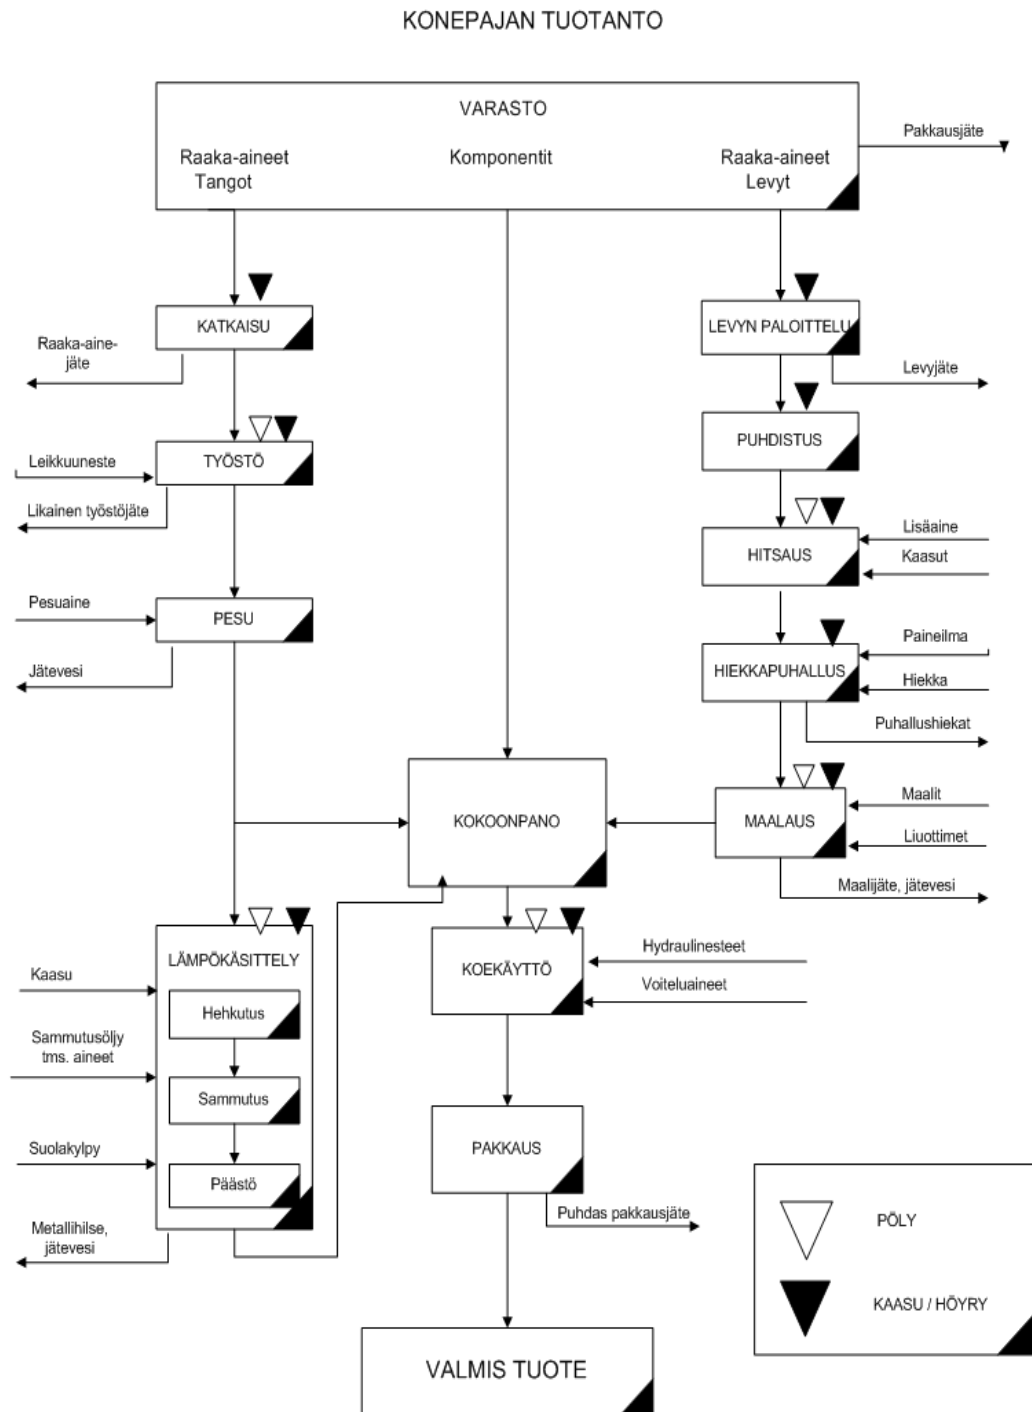 KONEPAJAN TUOTANTO
VARASTO
Raaka-aineet
Tangot
Komponentit
Raaka-aineet
Levyt
Pakkausjäte
KATKAISU
Raaka-aine-
jäte
LEVYN PALOITTELU
Levyjäte
TYÖSTÖ
Leikkuuneste
Likainen työstöjäte
PUHDISTUS
HITSAUS
Lisäaine
Kaasut
PESU
Pesuaine
Jätevesi
HIEKKAPUHALLUS
Paineilma
Hiekka
Puhallushiekat
KOKOONPANO
MAALAUS
Maalit
Liuottimet
Maalijäte, jätevesi
LÄMPÖKÄSITTELY
Kaasu
Hehkutus
Sammutusöljy
tms. aineet
Sammutus
Suolakylpy
Päästö
Metallihilse,
jätevesi
KOEKÄYTTÖ
Hydraulinesteet
Voiteluaineet
PAKKAUS
Puhdas pakkausjäte
VALMIS TUOTE
PÖLY
KAASU / HÖYRY